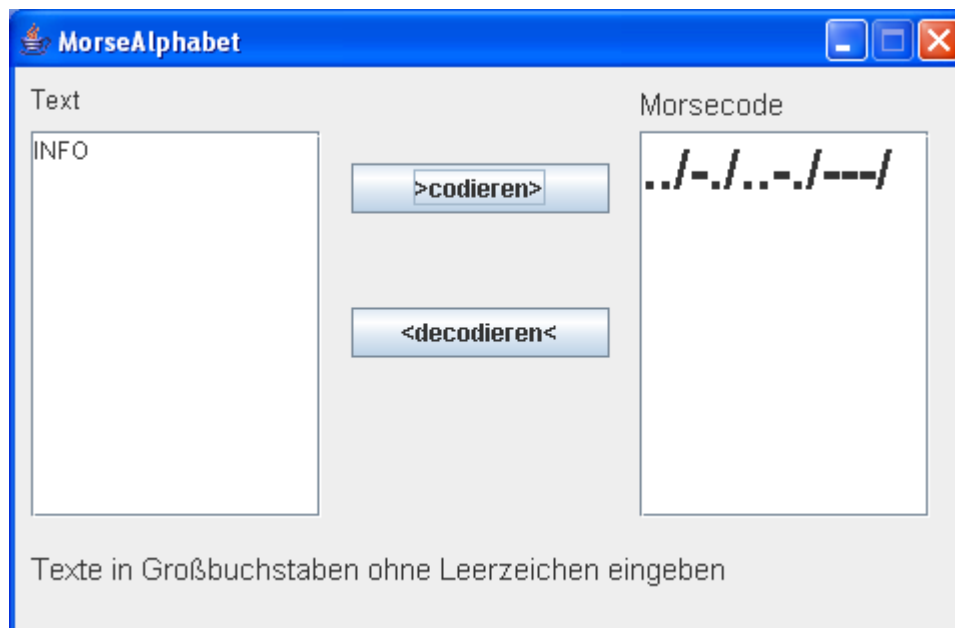 MorseAlphabet
Text
Morsecode
INFO
../-./..-./---/
>codieren>
<decodieren<
Texte in Großbuchstaben ohne Leerzeichen eingeben